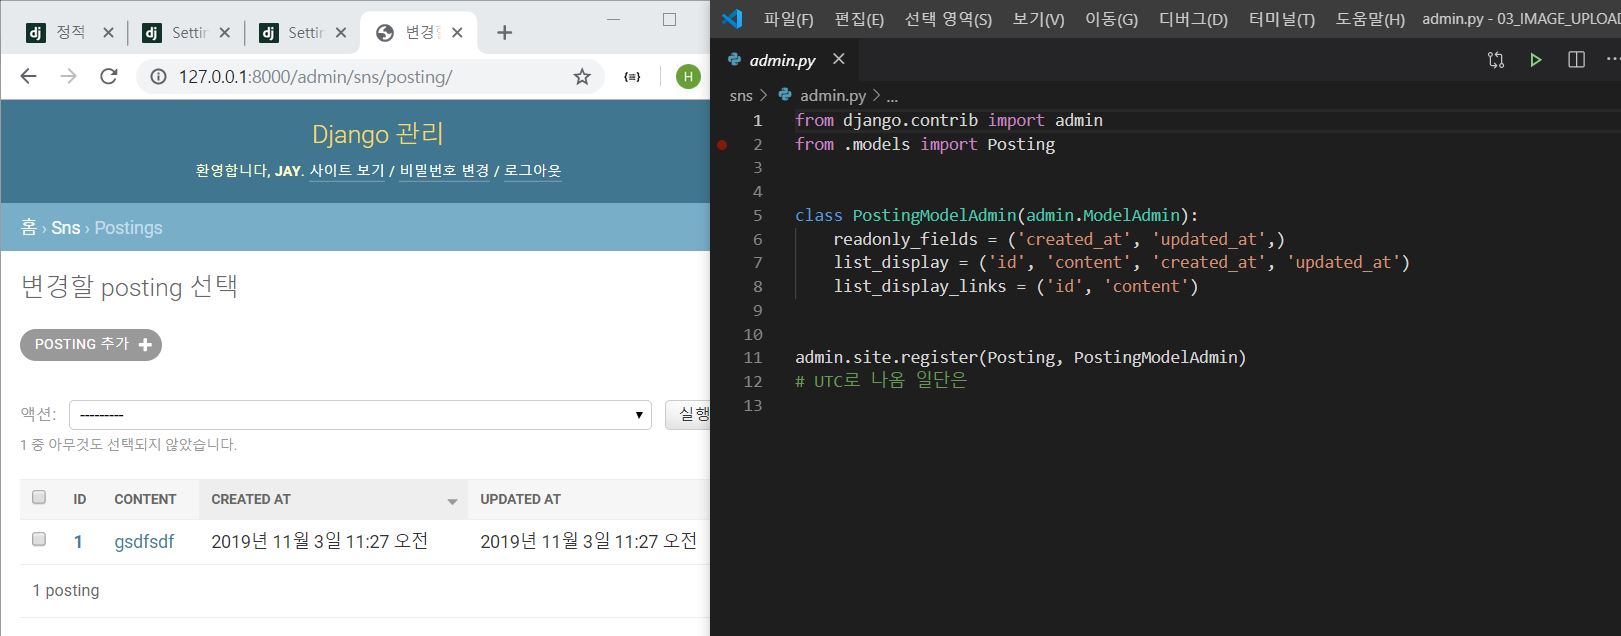 정적
Settin
Settin
변경할
127.0.0.1:8000/admin/sns/posting/
H
Django 관리
환영합니다, JAY. 사이트 보기 / 비밀번호 변경 / 로그아웃
홈 › Sns › Postings
변경할 posting 선택
POSTING 추가 +
액션: --------- 실행
1 중 아무것도 선택되지 않았습니다.
ID CONTENT CREATED AT UPDATED AT
1 gsdfsdf 2019년 11월 3일 11:27 오전 2019년 11월 3일 11:27 오전
1 posting
파일(F) 편집(E) 선택 영역(S) 보기(V) 이동(G) 디버그(D) 터미널(T) 도움말(H) admin.py - 03_IMAGE_UPLOAD
admin.py
sns > admin.py > ...
1 from django.contrib import admin
2 from .models import Posting
3
4
5 class PostingModelAdmin(admin.ModelAdmin):
6 readonly_fields = ('created_at', 'updated_at',)
7 list_display = ('id', 'content', 'created_at', 'updated_at')
8 list_display_links = ('id', 'content')
9
10
11 admin.site.register(Posting, PostingModelAdmin)
12 # UTC로 나옴 일단은
13